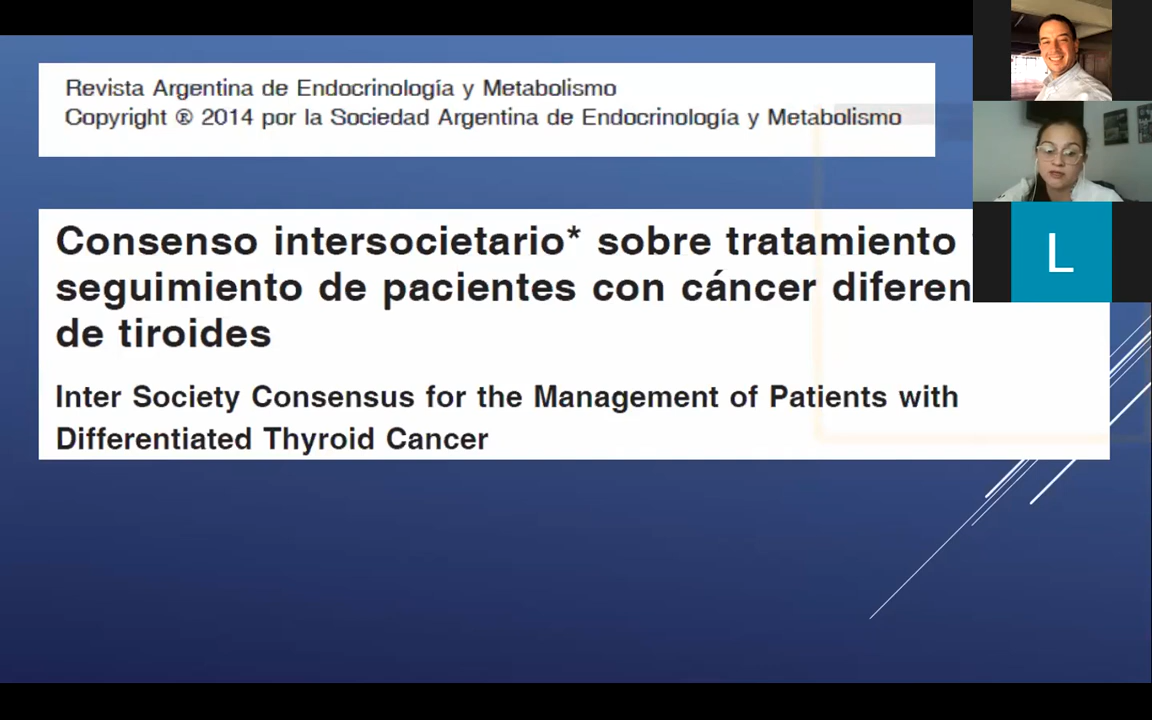 Revista Argentina de Endocrinología y Metabolismo
Copyright ® 2014 por la Sociedad Argentina de Endocrinología y Metabolismo
Consenso intersocietario* sobre tratamiento
seguimiento de pacientes con cáncer diferen
de tiroides
Inter Society Consensus for the Management of Patients with
Differentiated Thyroid Cancer
L